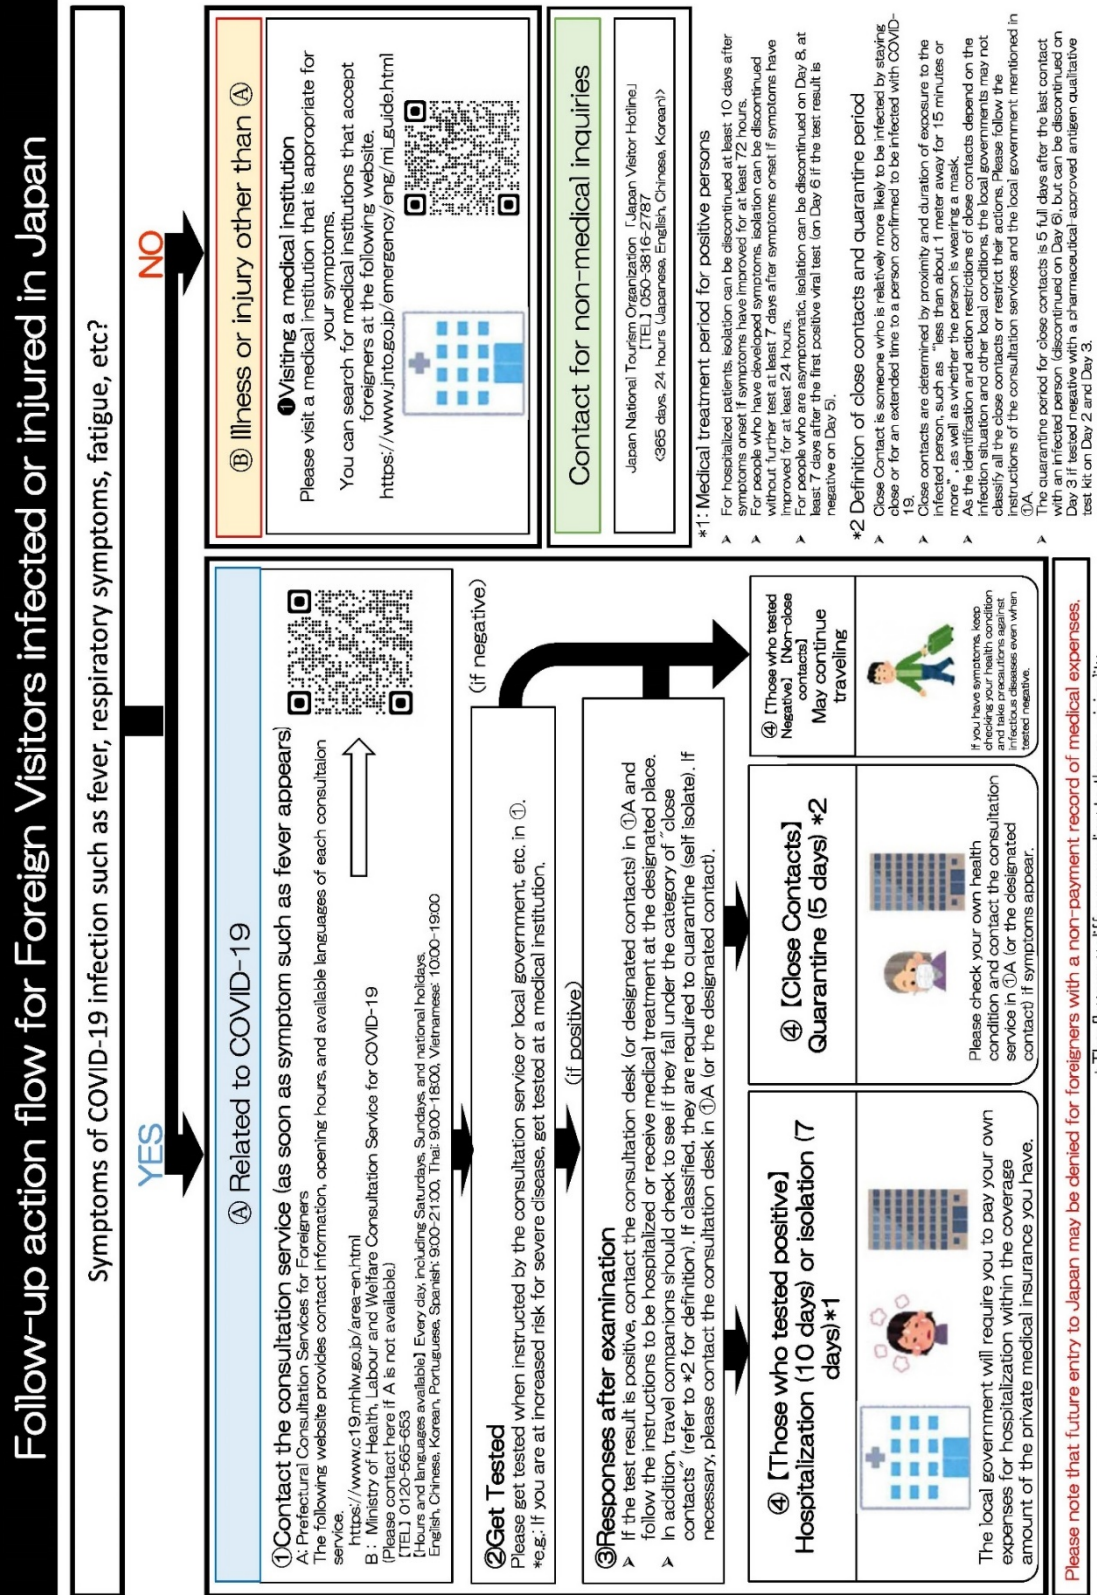 Follow-up action flow for Foreign Visitors infected or injured in Japan
Symptoms of COVID-19 infection such as fever, respiratory symptoms, fatigue, etc?
YES
NO
Ⓐ Related to COVID-19
①Contact the consultation service (as soon as symptom such as fever appears)
A: Prefectural Consultation Services for Foreigners
The following website provides contact information, opening hours, and available languages of each consultaion
service.
https://www.c19.mhlw.go.jp/area-en.html
B: Ministry of Health, Labour and Welfare Consultation Service for COVID-19
(Please contact here if A is not available.)
[TEL] 0120-565-653
[Hours and languages available] Every day, including Saturdays, Sundays, and national holidays.
English, Chinese, Korean, Portuguese, Spanish: 9:00-21:00, Thai: 9:00-18:00, Vietnamese: 10:00-19:00
②Get Tested
Please get tested when instructed by the consultation service or local government, etc. in ①.
*e.g.: If you are at increased risk for severe disease, get tested at a medical institution.
(if negative)
(if positive)
③Responses after examination
➢ If the test result is positive, contact the consultation desk (or designated contacts) in ①A and
follow the instructions to be hospitalized or receive medical treatment at the designated place.
➢ In addition, travel companions should check to see if they fall under the category of "close
contacts" (refer to *2 for definition). If classified, they are required to quarantine (self isolate). If
necessary, please contact the consultation desk in ①A (or the designated contact).
④【Those who tested positive】
Hospitalization (10 days) or isolation (7
days)*1
The local government will require you to pay your own
expenses for hospitalization within the coverage
amount of the private medical insurance you have.
④【Close Contacts】
Quarantine (5 days) *2
Please check your own health
condition and contact the consultation
service in ①A (or the designated
contact) if symptoms appear.
④【Those who tested
Negative】【Non-close
contacts】
May continue
traveling
If you have symptoms, keep
checking your health condition
and take precautions against
infectious diseases even when
tested negative.
Ⓑ Illness or injury other than Ⓐ
❶Visiting a medical institution
Please visit a medical institution that is appropriate for
your symptoms.
You can search for medical institutions that accept
foreigners at the following website.
https://www.jnto.go.jp/emergency/eng/mi_guide.html
Contact for non-medical inquiries
Japan National Tourism Organization「Japan Visitor Hotline」
[TEL] 050-3816-2787
<365 days, 24 hours (Japanese, English, Chinese, Korean)>
*1: Medical treatment period for positive persons
➢ For hospitalized patients, isolation can be discontinued at least 10 days after
symptoms onset if symptoms have improved for at least 72 hours.
➢ For people who have developed symptoms, isolation can be discontinued
without further test at least 7 days after symptoms onset if symptoms have
improved for at least 24 hours.
➢ For people who are asymptomatic, isolation can be discontinued on Day 8, at
least 7 days after the first positive viral test (on Day 6 if the test result is
negative on Day 5).
*2 Definition of close contacts and quarantine period
➢ Close Contact is someone who is relatively more likely to be infected by staying
close or for an extended time to a person confirmed to be infected with COVID-
19.
➢ Close contacts are determined by proximity and duration of exposure to the
infected person, such as "less than about 1 meter away for 15 minutes or
more", as well as whether the person is wearing a mask.
➢ As the identification and action restrictions of close contacts depend on the
infection situation and other local conditions, the local governments may not
classify all the close contacts or restrict their actions. Please follow the
instructions of the consultation services and the local government mentioned in
①A.
➢ The quarantine period for close contacts is 5 full days after the last contact
with an infected person (discontinued on Day 6), but can be discontinued on
Day 3 if tested negative with a pharmaceutical-approved antigen qualitative
test kit on Day 2 and Day 3.
Please note that future entry to Japan may be denied for foreigners with a non-payment record of medical expenses.